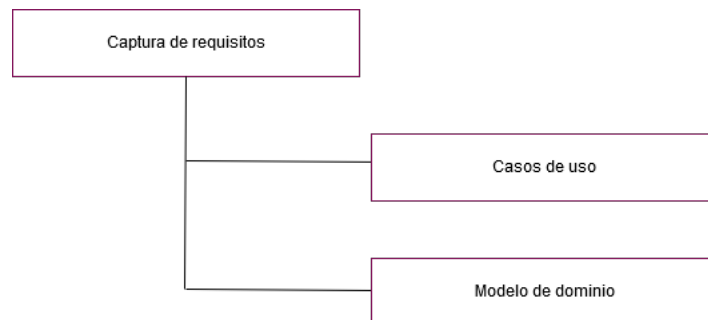 Captura de requisitos
Casos de uso
Modelo de dominio